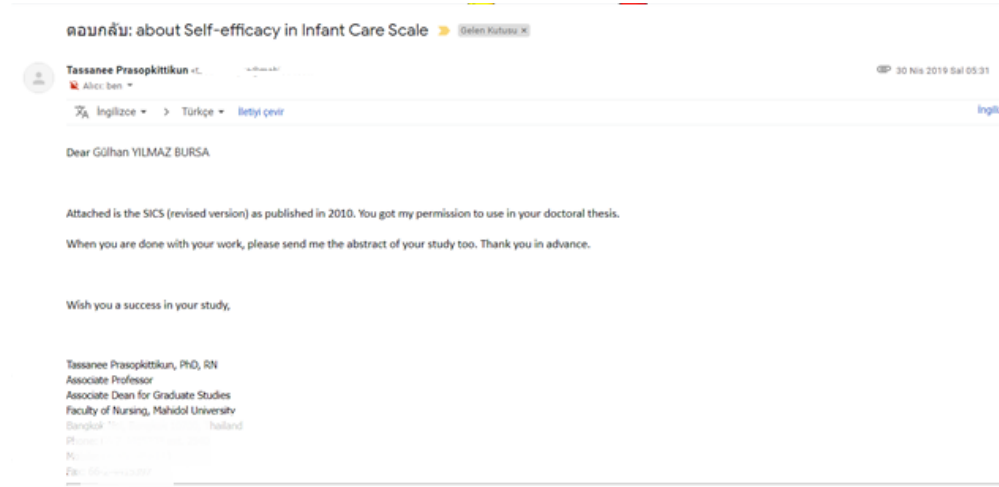 ตอบกลับ: about Self-efficacy in Infant Care Scale Gelen Kutusu ×
Tassanee Prasopkittikun
30 Nis 2019 Sal 05:31
Alıcı: ben
İngilizce > Türkçe İletiyi çevir
Dear Gülhan YILMAZ BURSA
Attached is the SICS (revised version) as published in 2010. You got my permission to use in your doctoral thesis.
When you are done with your work, please send me the abstract of your study too. Thank you in advance.
Wish you a success in your study,
Tassanee Prasopkittikun, PhD, RN
Associate Professor
Associate Dean for Graduate Studies
Faculty of Nursing, Mahidol University
Bangkok